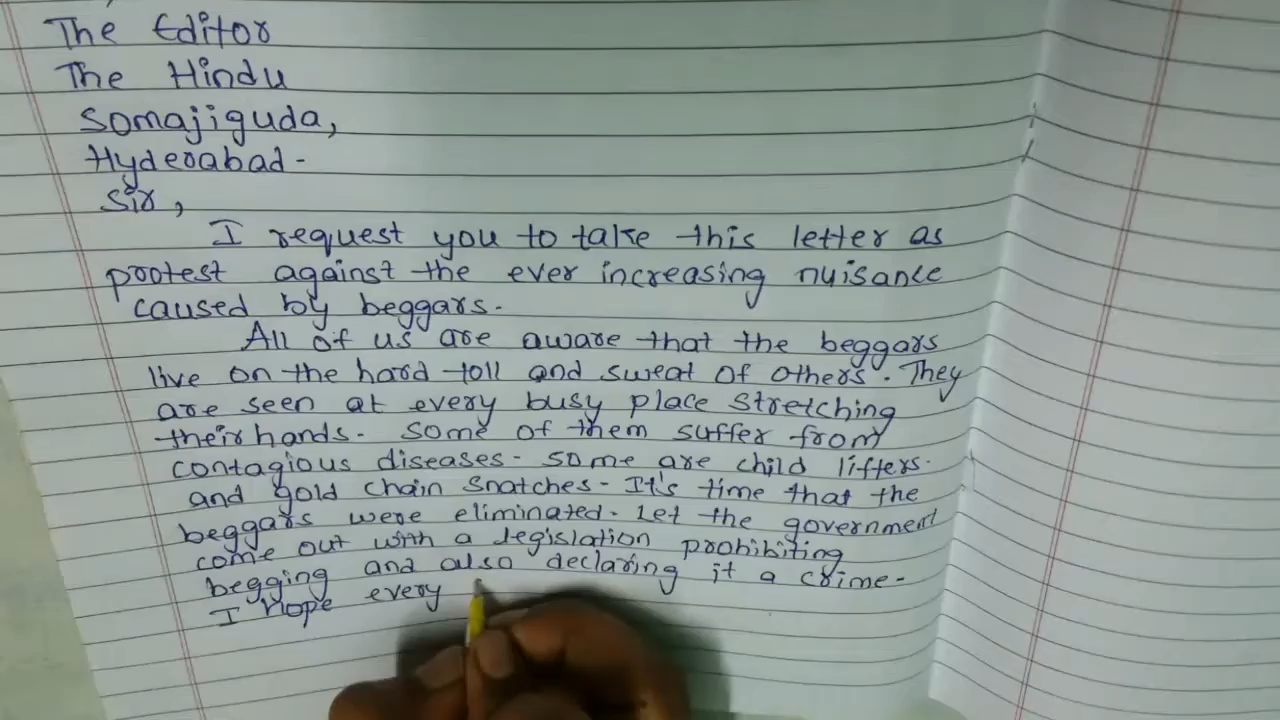 The Editor
The Hindu
Somajiguda,
Hyderabad-
Sir,
I request you to take this letter as
protest against the ever increasing nuisance
caused by beggars.
All of us are aware that the beggars
live on the hard toll and sweat of others. They
are seen at every busy place stretching
their hands. Some of them suffer from
contagious diseases. Some are child lifters.
and gold chain snatches. It's time that the
beggars were eliminated. Let the government
come out with a legislation prohibiting
begging and also declaring it a crime.
I hope every